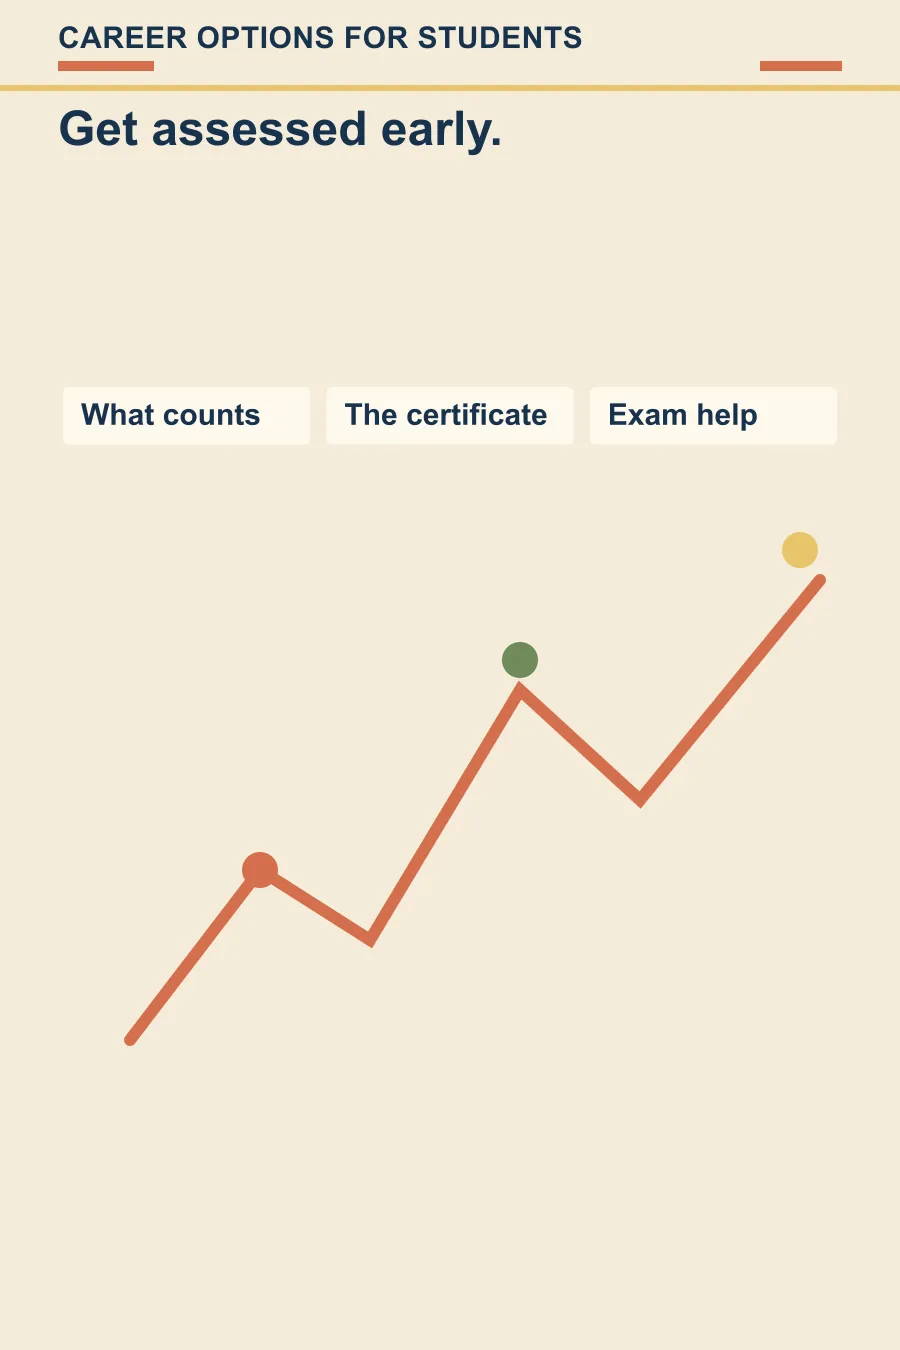 CAREER OPTIONS FOR STUDENTS
Get assessed early.
What counts
The certificate
Exam help